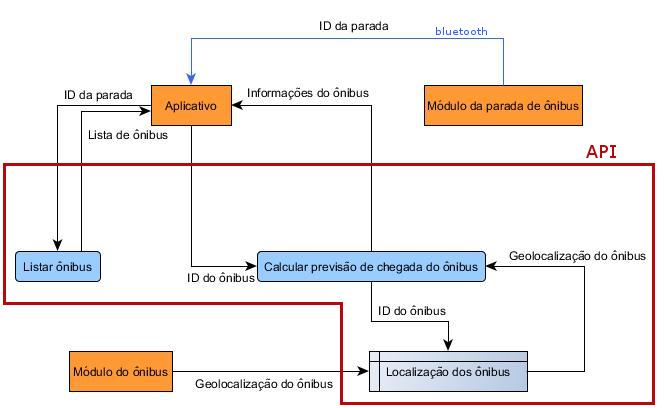 ID da parada
bluetooth
ID da parada
Aplicativo
Informações do ônibus
Módulo da parada de ônibus
Lista de ônibus
API
Listar ônibus
Calcular previsão de chegada do ônibus
Geolocalização do ônibus
ID do ônibus
ID do ônibus
Módulo do ônibus
Geolocalização do ônibus
Localização dos ônibus